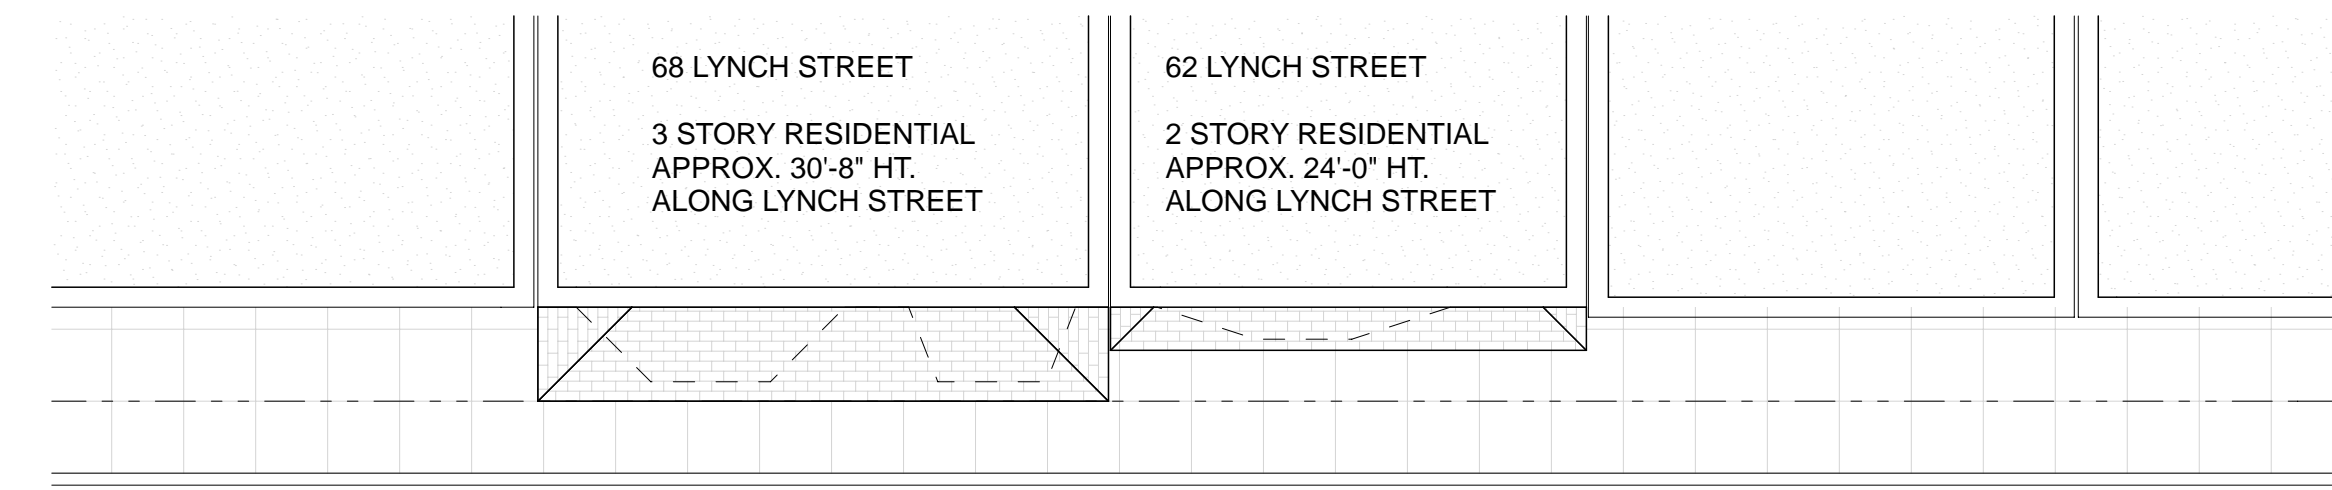 68 LYNCH STREET
3 STORY RESIDENTIAL
APPROX. 30'-8" HT.
ALONG LYNCH STREET
62 LYNCH STREET
2 STORY RESIDENTIAL
APPROX. 24'-0" HT.
ALONG LYNCH STREET